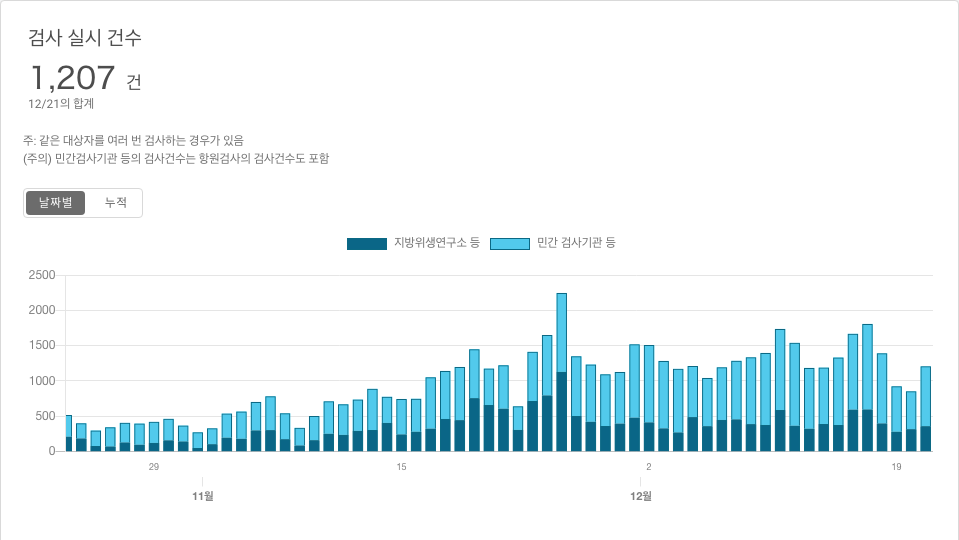 검사 실시 건수
1,207 건
12/21의 합계
주: 같은 대상자를 여러 번 검사하는 경우가 있음
(주의) 민간검사기관 등의 검사건수는 항원검사의 검사건수도 포함
날짜별 누적
지방위생연구소 등 민간 검사기관 등
2500
2000
1500
1000
500
0
29 15 2 19
11월 12월